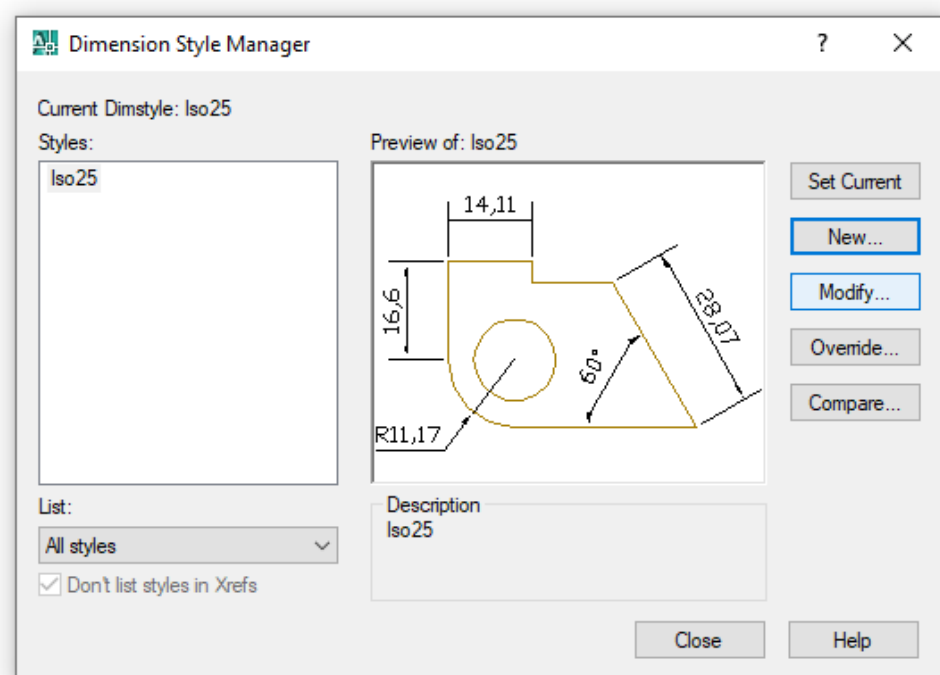 Dimension Style Manager
?
Current Dimstyle: Iso25
Styles:
Iso25
Preview of: Iso25
14,11
16,6
28,07
60°
R11,17
Set Current
New...
Modify...
Override...
Compare...
List:
All styles
Don't list styles in Xrefs
Description
Iso25
Close
Help